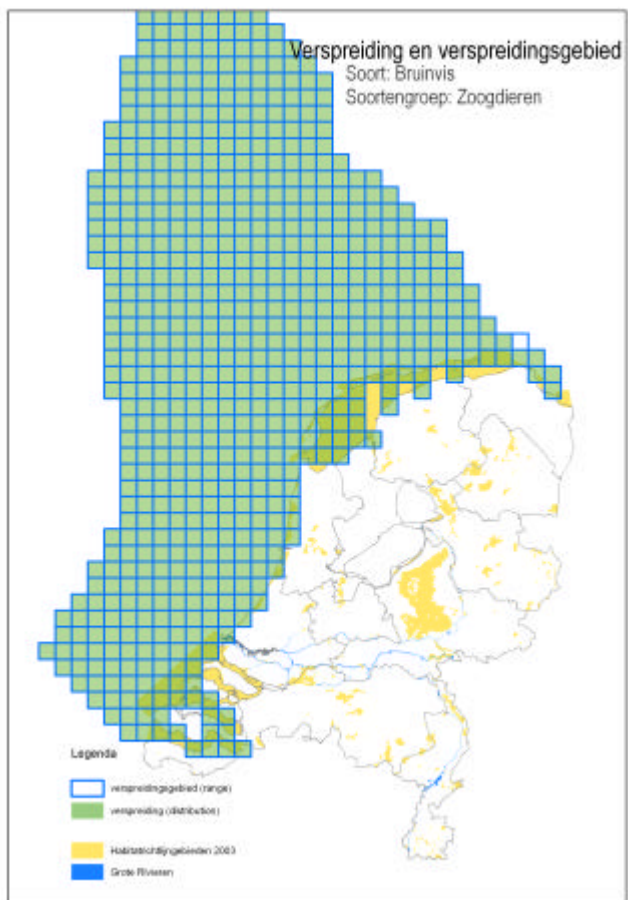 Verspreiding en verspreidingsgebied
Soort: Bruinvis
Soortengroep: Zoogdieren
Legenda
verspreidingsgebied (range)
verspreiding (distribution)
Habitatrichtlijngebieden 2003
Grote Rivieren